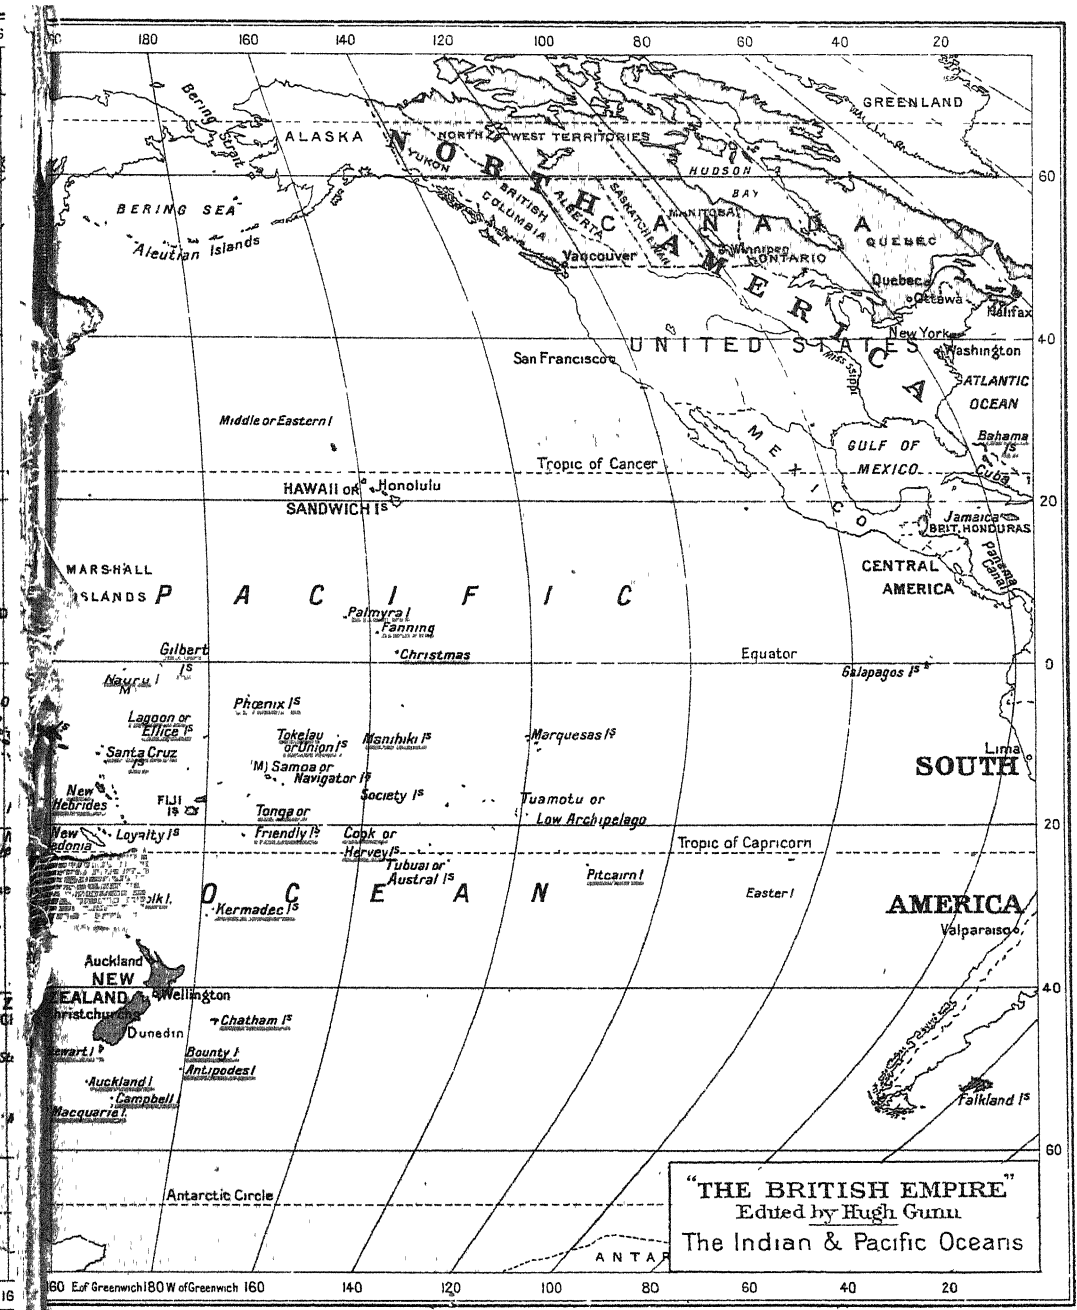 180 160 140 120 100 80 60 40 20
GREENLAND
Bering Strait
ALASKA
NORTH WEST TERRITORIES
YUKON
NORTH AMERICA
HUDSON
BAY
60
BERING SEA
BRITISH
COLUMBIA
ALBERTA
SASKATCHEWAN
MANITOBA
CANADA
QUEBEC
Aleutian Islands
Vancouver
Winnipeg
ONTARIO
Quebec
Ottawa
Halifax
New York
40
UNITED STATES
San Francisco
Washington
Mississippi
ATLANTIC
OCEAN
Middle or Eastern I
MEXICO
GULF OF
MEXICO
Bahama
Is
Tropic of Cancer
Cuba
HAWAII OR
SANDWICH Is
Honolulu
20
Jamaica
BRIT. HONDURAS
CENTRAL
AMERICA
Panama
Canal
MARSHALL
ISLANDS
PACIFIC
Palmyra I
Fanning
Christmas
Gilbert
Is
Equator
0
Nauru I
Galapagos Is
Phœnix Is
Lagoon or
Ellice Is
Tokelau
or Union Is
Manihiki Is
Marquesas Is
Santa Cruz
Is
Lima
SOUTH
(M) Samoa or
Navigator Is
New
Hebrides
FIJI
Is
Society Is
Tuamotu or
Low Archipelago
Tonga or
Friendly Is
New
edonia
Loyalty Is
Cook or
Hervey Is
20
Tropic of Capricorn
Tubuai or
Austral Is
Pitcairn I
Easter I
olk I.
OCEAN
Kermadec Is
AMERICA
Valparaiso
Auckland
NEW
ZEALAND
Wellington
40
Christchurch
Dunedin
Chatham Is
ewart I
Bounty I
Antipodes I
Auckland I
Campbell I
Macquarie I
Falkland Is
60
Antarctic Circle
"THE BRITISH EMPIRE"
Edited by Hugh Gunn
The Indian & Pacific Oceans
ANTAR
160 E. of Greenwich 180 W of Greenwich 160 140 120 100 80 60 40 20
16